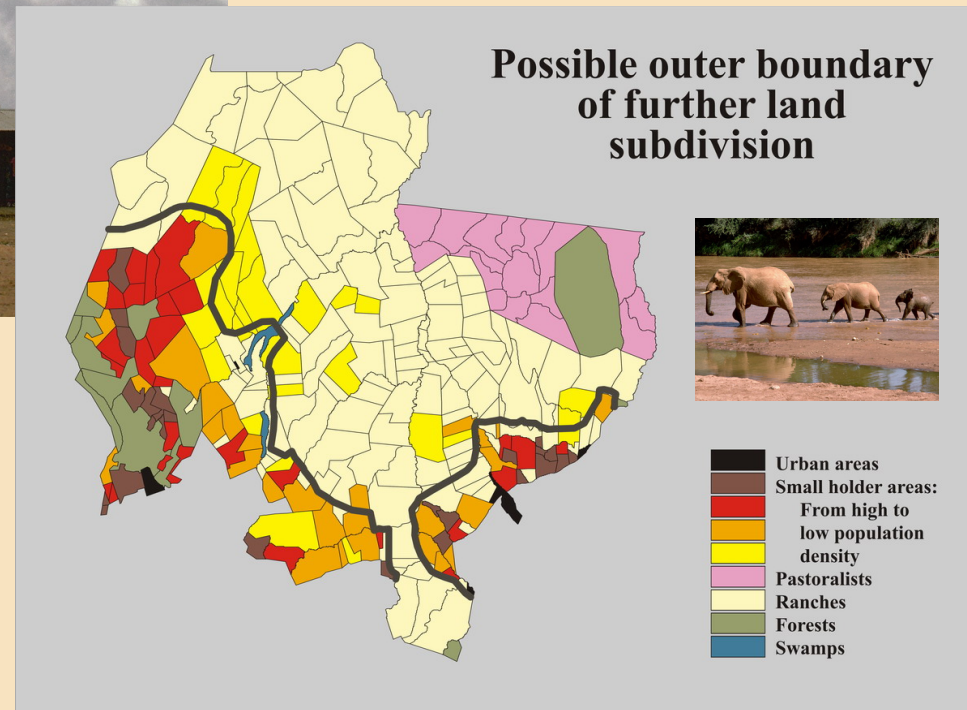 Possible outer boundary
of further land
subdivision
Urban areas
Small holder areas:
From high to
low population
density
Pastoralists
Ranches
Forests
Swamps